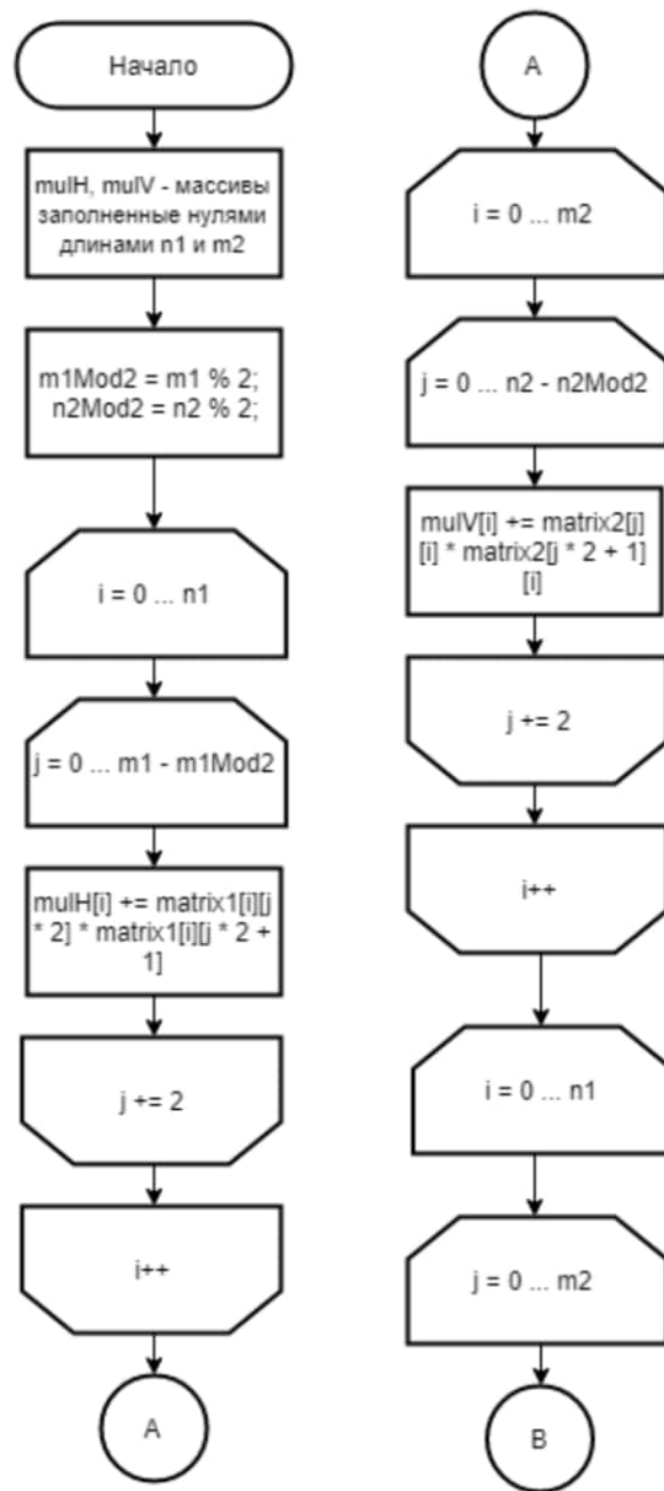 Начало
mulH, mulV - массивы
заполненные нулями
длинами n1 и m2
m1Mod2 = m1 % 2;
n2Mod2 = n2 % 2;
i = 0 ... n1
j = 0 ... m1 - m1Mod2
mulH[i] += matrix1[i][j
* 2] * matrix1[i][j * 2 +
1]
j += 2
i++
A
A
i = 0 ... m2
j = 0 ... n2 - n2Mod2
mulV[i] += matrix2[j]
[i] * matrix2[j * 2 + 1]
[i]
j += 2
i++
i = 0 ... n1
j = 0 ... m2
B